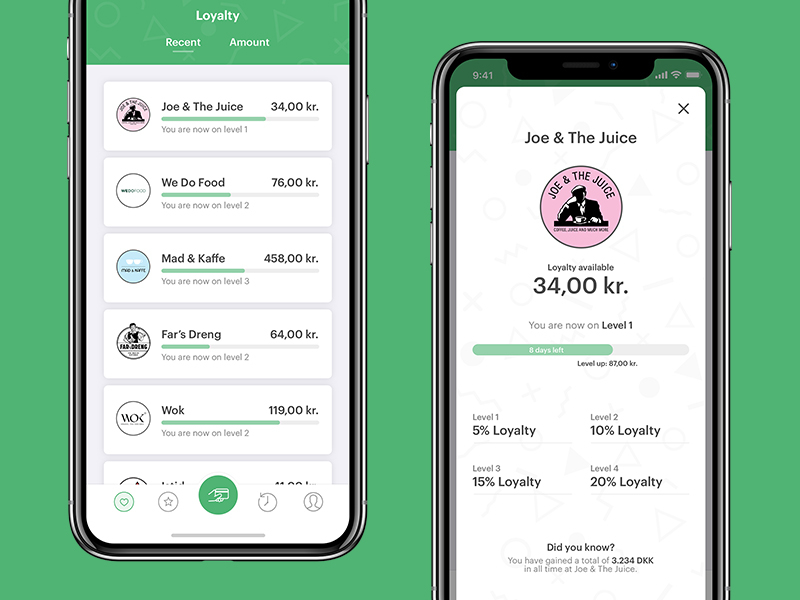 Loyalty
Recent
Amount
JOE & THE JUICE
Joe & The Juice
34,00 kr.
You are now on level 1
WEDOFOOD
We Do Food
76,00 kr.
You are now on level 2
MAD & KAFFE
Mad & Kaffe
458,00 kr.
You are now on level 3
FAR'S DRENG
Far's Dreng
64,00 kr.
You are now on level 2
WOK
Wok
119,00 kr.
You are now on level 2
9:41
Joe & The Juice
JOE & THE JUICE
COFFEE, JUICE AND MUCH MORE
Loyalty available
34,00 kr.
You are now on Level 1
8 days left
Level up: 87,00 kr.
Level 1
5% Loyalty
Level 2
10% Loyalty
Level 3
15% Loyalty
Level 4
20% Loyalty
Did you know?
You have gained a total of 3.234 DKK
in all time at Joe & The Juice.